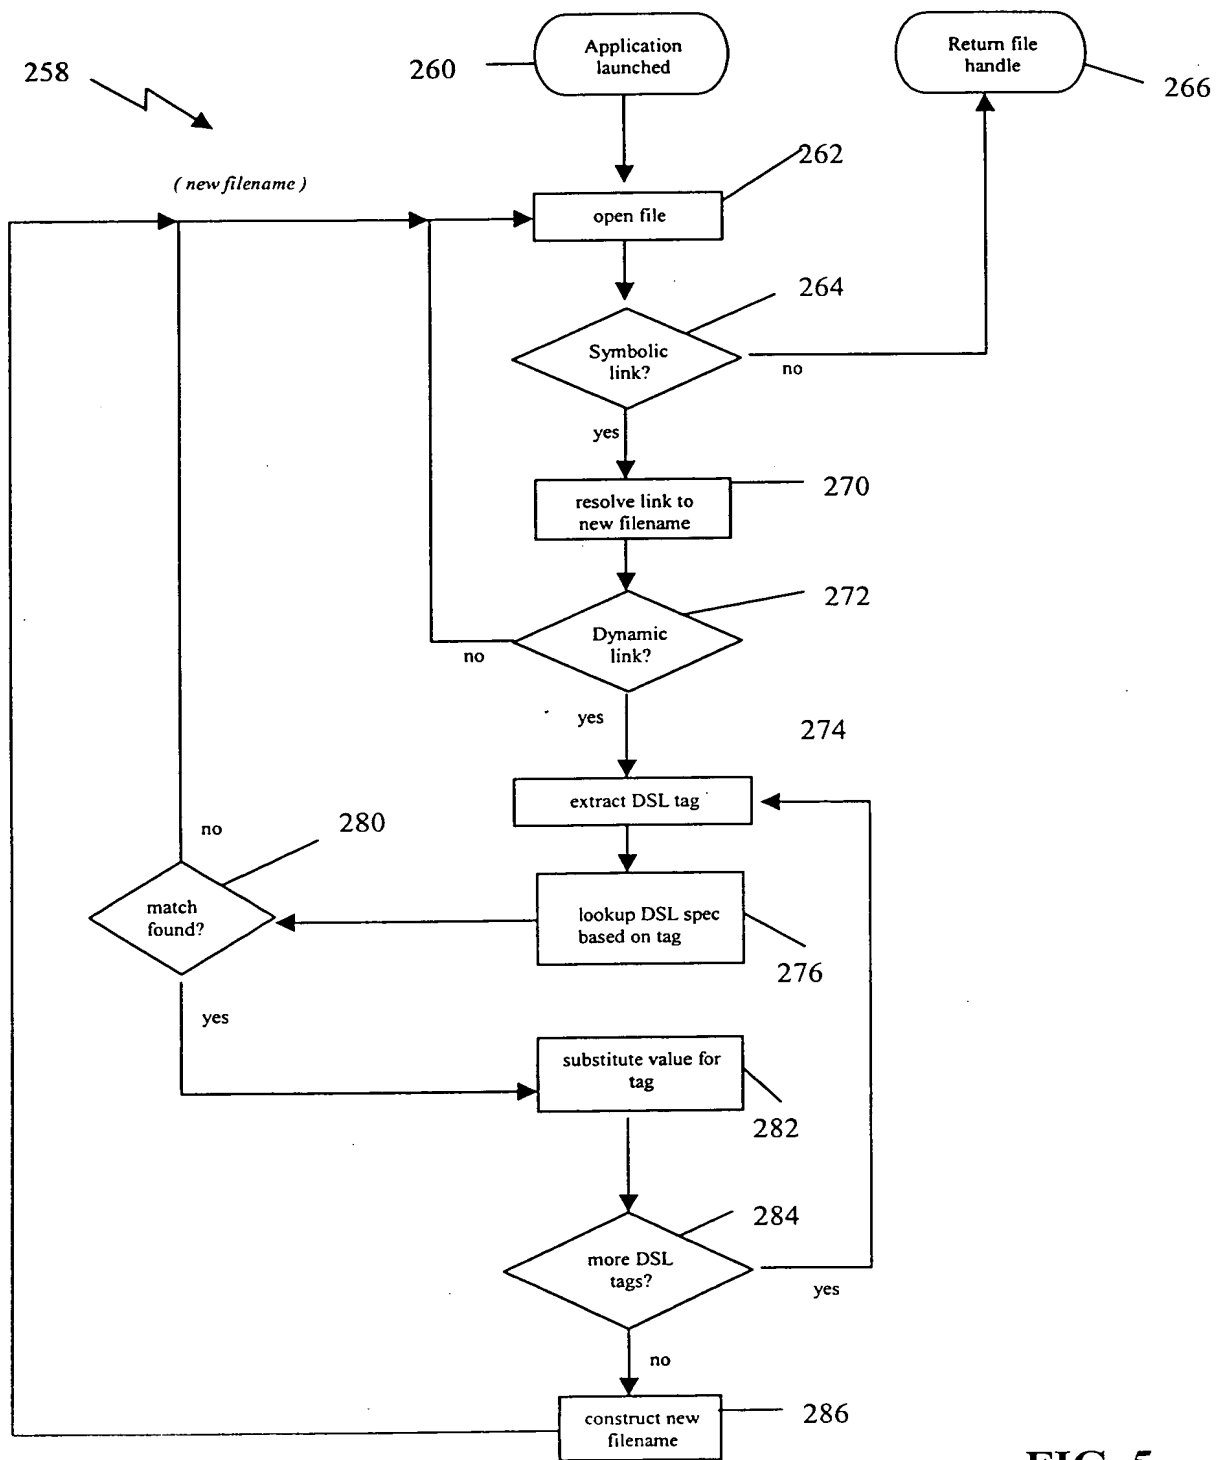 Application
launched
260
Return file
handle
266
258
262
( new filename )
open file
264
Symbolic
link?
no
yes
270
resolve link to
new filename
272
Dynamic
link?
no
yes
274
extract DSL tag
no
280
match
found?
lookup DSL spec
based on tag
276
yes
substitute value for
tag
282
284
more DSL
tags?
yes
no
286
construct new
filename